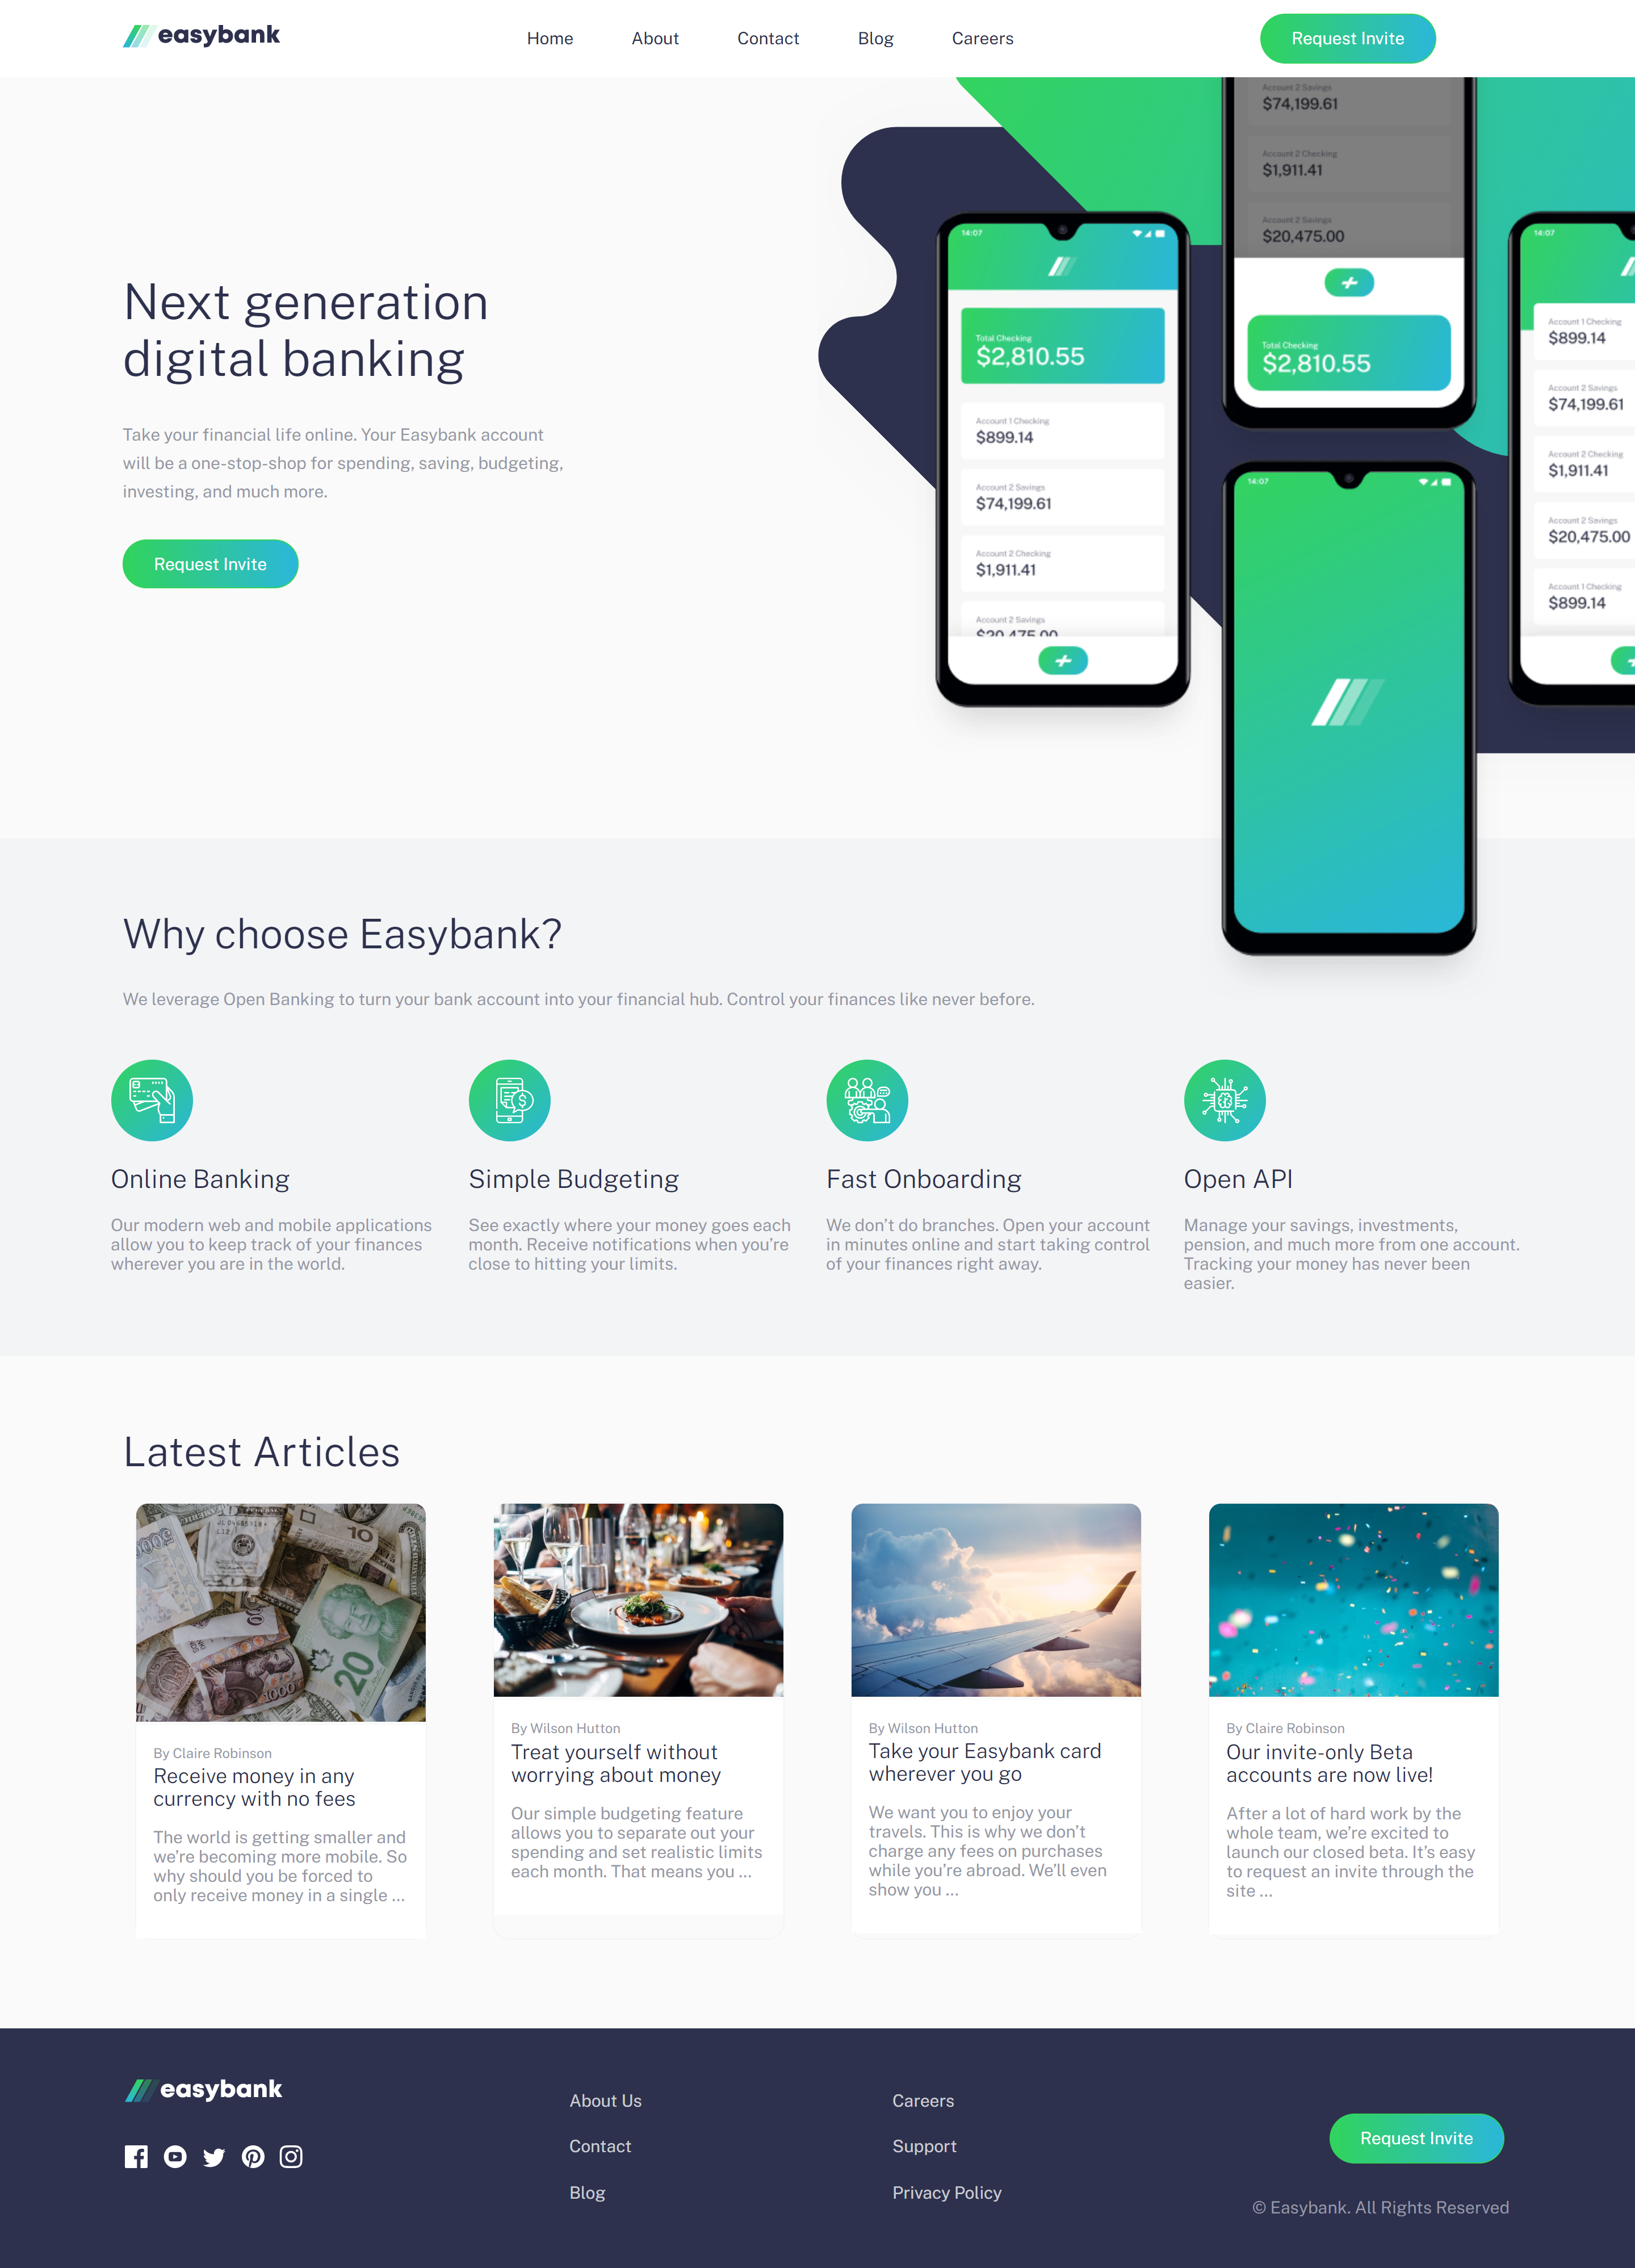 easybank
Home
About
Contact
Blog
Careers
Request Invite
Next generation
digital banking
Take your financial life online. Your Easybank account
will be a one-stop-shop for spending, saving, budgeting,
investing, and much more.
Request Invite
14:07
Total Checking
$2,810.55
Account 1 Checking
$899.14
Account 2 Savings
$74,199.61
Account 2 Checking
$1,911.41
Account 2 Savings
$20,475.00
Account 2 Savings
$74,199.61
Account 2 Checking
$1,911.41
Account 2 Savings
$20,475.00
Total Checking
$2,810.55
14:07
14:07
Account 1 Checking
$899.14
Account 2 Savings
$74,199.61
Account 2 Checking
$1,911.41
Account 2 Savings
$20,475.00
Account 1 Checking
$899.14
Why choose Easybank?
We leverage Open Banking to turn your bank account into your financial hub. Control your finances like never before.
Online Banking
Our modern web and mobile applications
allow you to keep track of your finances
wherever you are in the world.
Simple Budgeting
See exactly where your money goes each
month. Receive notifications when you’re
close to hitting your limits.
Fast Onboarding
We don’t do branches. Open your account
in minutes online and start taking control
of your finances right away.
Open API
Manage your savings, investments,
pension, and much more from one account.
Tracking your money has never been
easier.
Latest Articles
By Claire Robinson
Receive money in any
currency with no fees
The world is getting smaller and
we’re becoming more mobile. So
why should you be forced to
only receive money in a single ...
By Wilson Hutton
Treat yourself without
worrying about money
Our simple budgeting feature
allows you to separate out your
spending and set realistic limits
each month. That means you ...
By Wilson Hutton
Take your Easybank card
wherever you go
We want you to enjoy your
travels. This is why we don’t
charge any fees on purchases
while you’re abroad. We’ll even
show you ...
By Claire Robinson
Our invite-only Beta
accounts are now live!
After a lot of hard work by the
whole team, we’re excited to
launch our closed beta. It’s easy
to request an invite through the
site ...
easybank
About Us
Contact
Blog
Careers
Support
Privacy Policy
Request Invite
© Easybank. All Rights Reserved